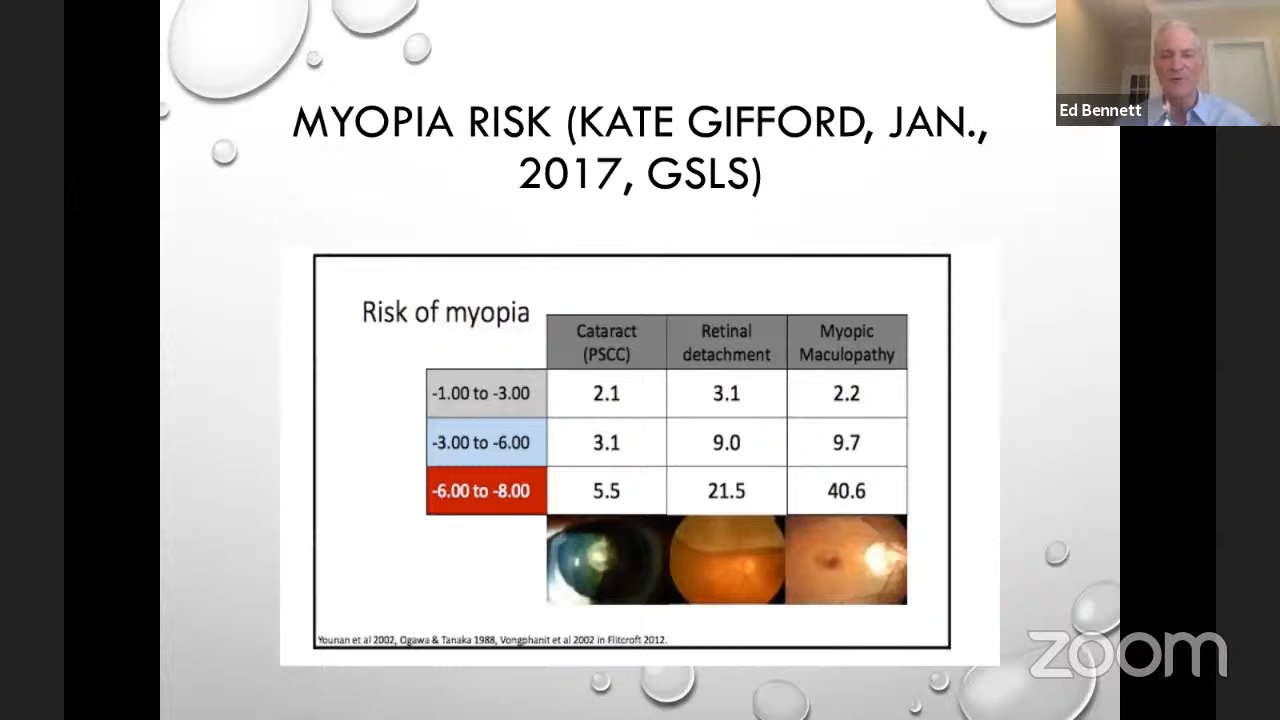 MYOPIA RISK (KATE GIFFORD, JAN.,
2017, GSLS)
Ed Bennett
Risk of myopia
Cataract
(PSCC)
Retinal
detachment
Myopic
Maculopathy
-1.00 to -3.00 2.1 3.1 2.2
-3.00 to -6.00 3.1 9.0 9.7
-6.00 to -8.00 5.5 21.5 40.6
Younan et al 2002, Ogawa & Tanaka 1988, Vongphanit et al 2002 in Flitcroft 2012.
zoom